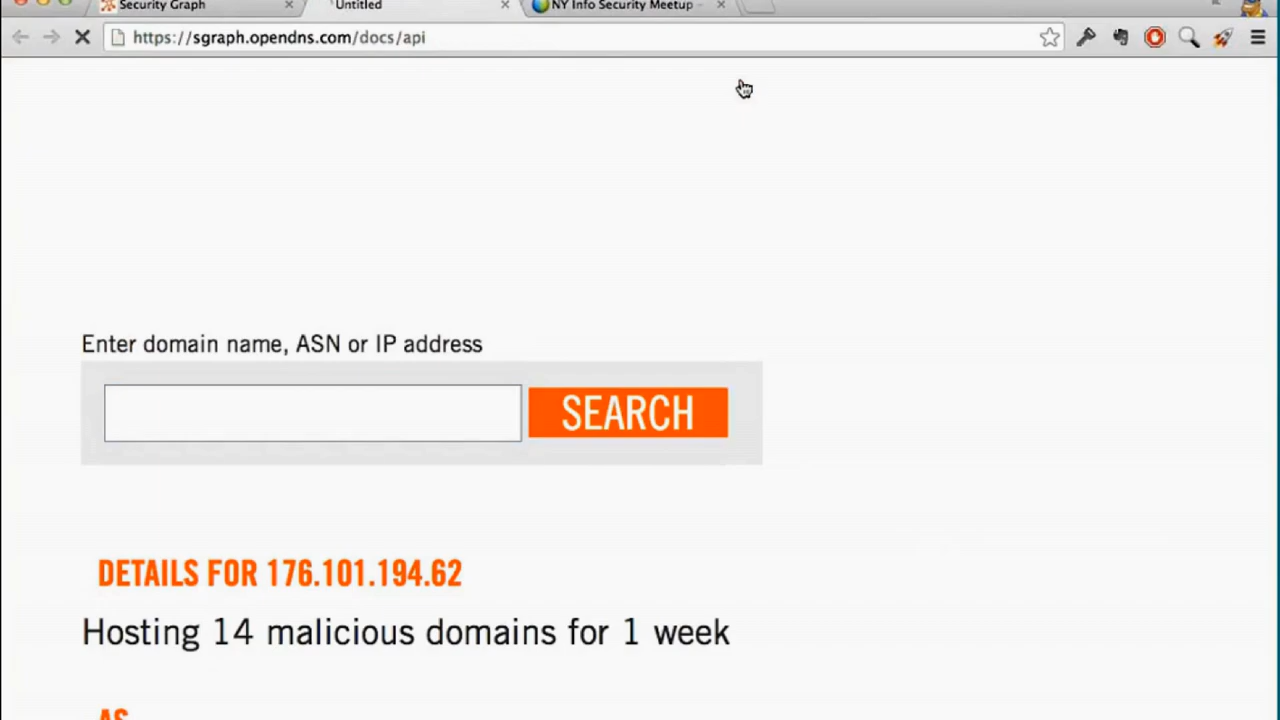 Security Graph
Untitled
NY Info Security Meetup
https://sgraph.opendns.com/docs/api
Enter domain name, ASN or IP address
SEARCH
DETAILS FOR 176.101.194.62
Hosting 14 malicious domains for 1 week
AS